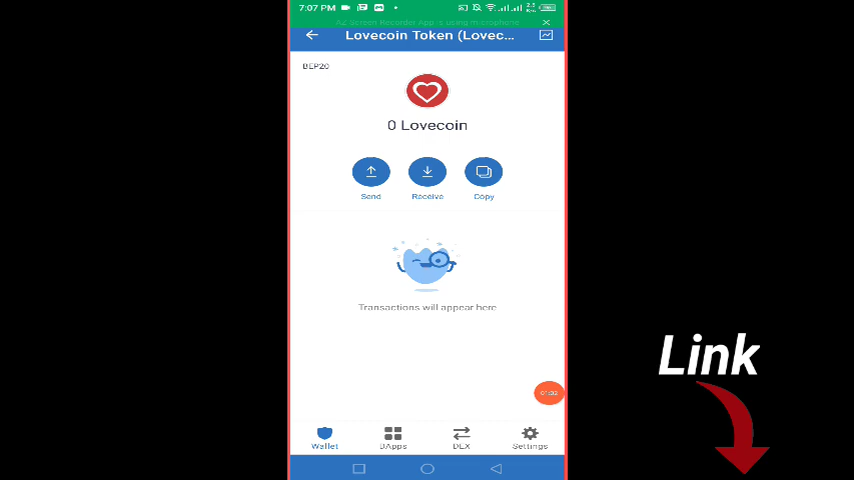 7:07 PM
AZ Screen Recorder App is using microphone
Lovecoin Token (Lovec...
BEP20
0 Lovecoin
Send Receive Copy
Transactions will appear here
Link
Wallet DApps DEX Settings